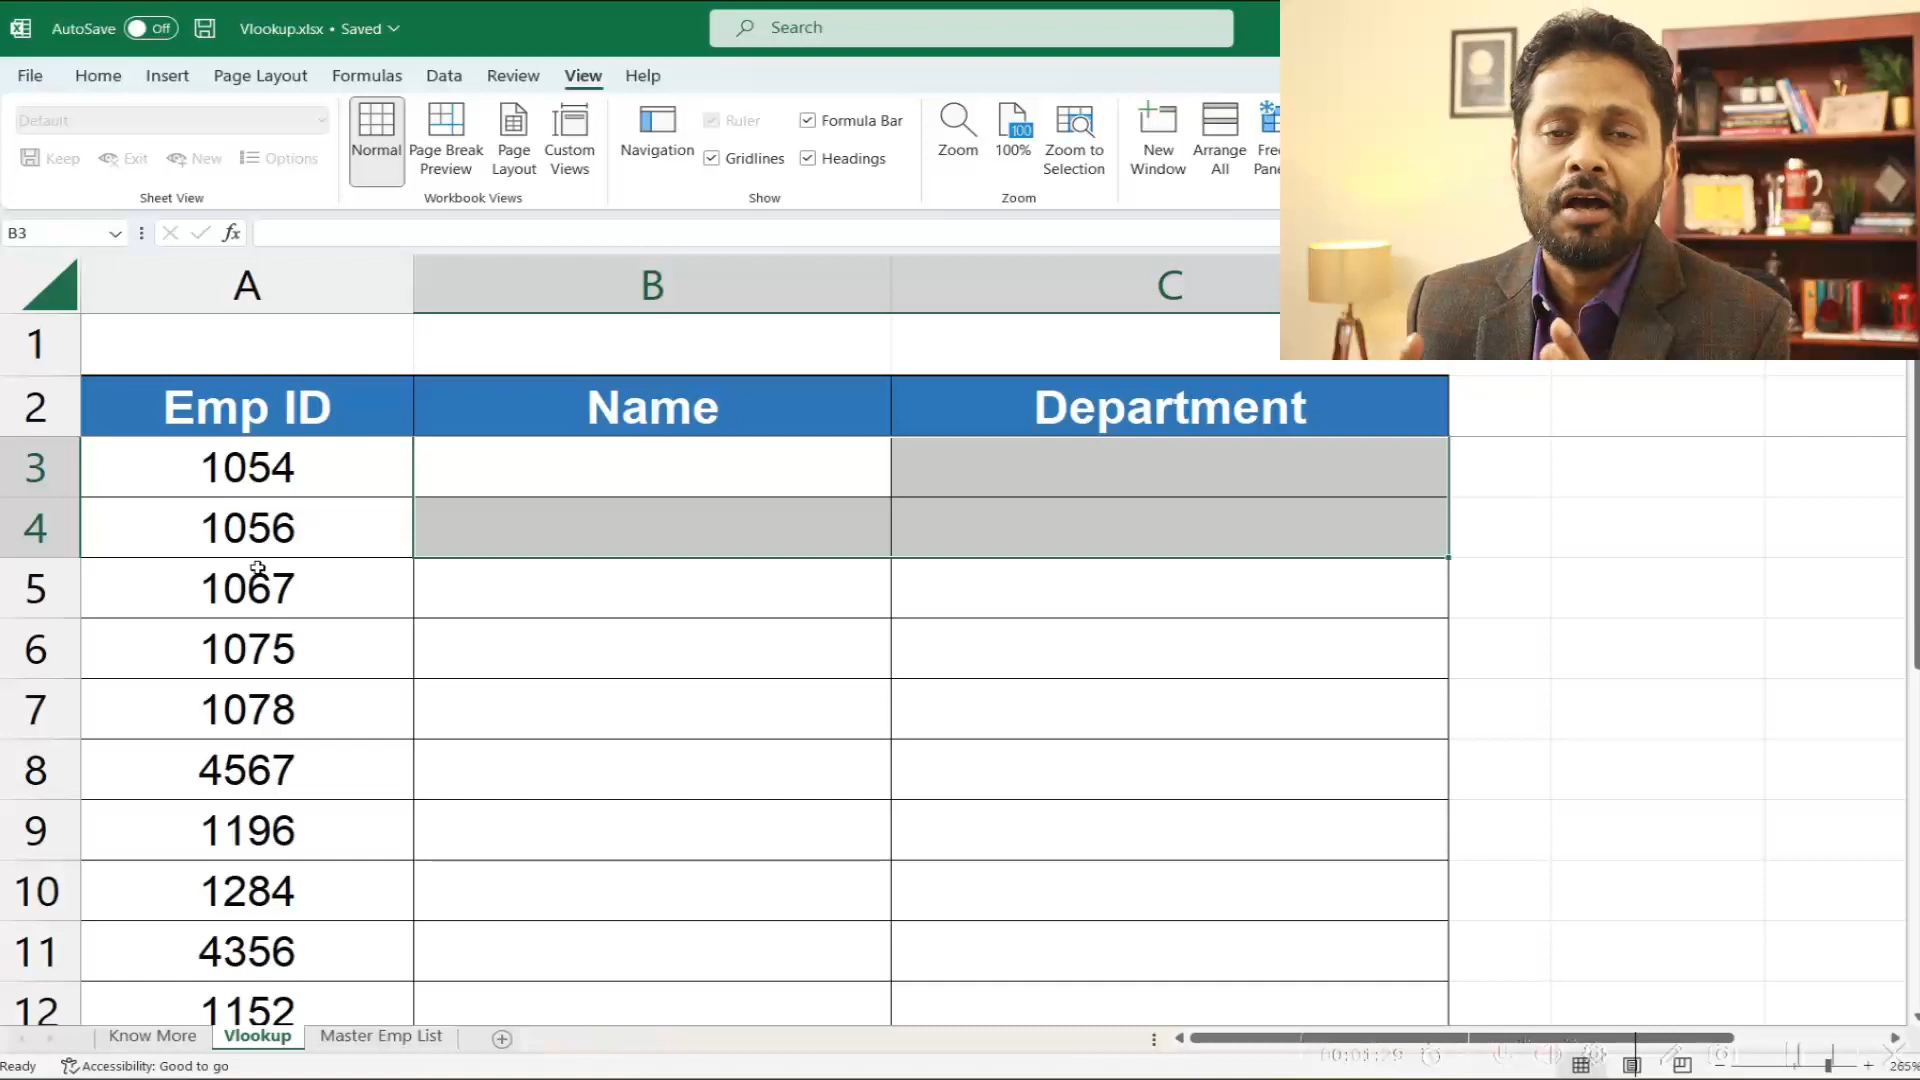 AutoSave Off Vlookup.xlsx • Saved Search
File Home Insert Page Layout Formulas Data Review View Help
Default
Keep Exit New Options
Sheet View
Normal Page Break Preview Page Layout Custom Views
Workbook Views
Navigation Ruler Formula Bar
Gridlines Headings
Show
Zoom 100 100% Zoom to Selection
Zoom
New Window Arrange All
B3 fx
A B C
1
2 Emp ID Name Department
3 1054
4 1056
5 1067
6 1075
7 1078
8 4567
9 1196
10 1284
11 4356
12 1152
Know More Vlookup Master Emp List
Ready Accessibility: Good to go 00:01:29 265%